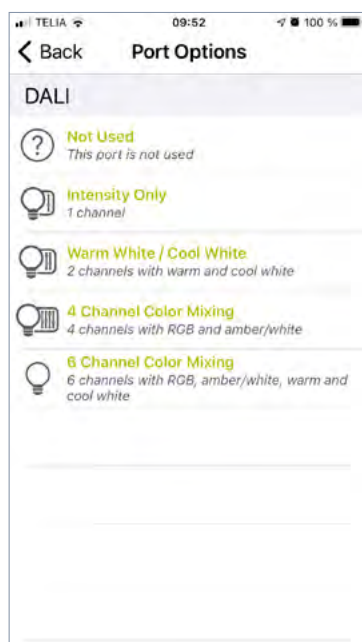 TELIA 09:52 100 %
Back Port Options
DALI
Not Used
This port is not used
Intensity Only
1 channel
Warm White / Cool White
2 channels with warm and cool white
4 Channel Color Mixing
4 channels with RGB and amber/white
6 Channel Color Mixing
6 channels with RGB, amber/white, warm and
cool white